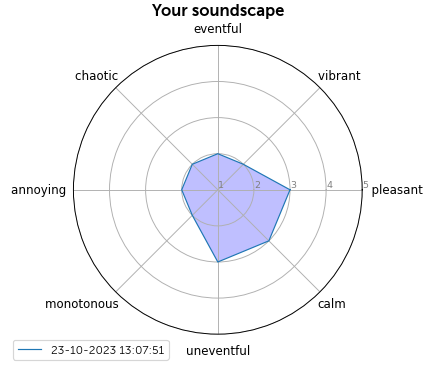 Your soundscape
eventful
chaotic
vibrant
annoying
1 2 3 4 5
pleasant
monotonous
calm
23-10-2023 13:07:51
uneventful